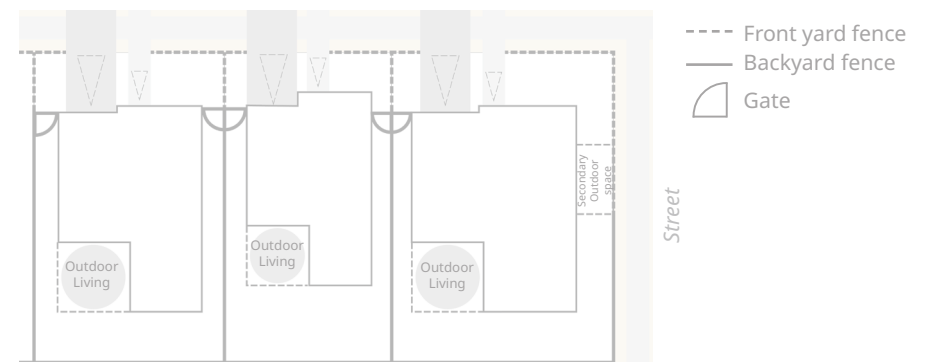 Front yard fence
Backyard fence
Gate
Secondary
Outdoor
space
Street
Outdoor
Living
Outdoor
Living
Outdoor
Living